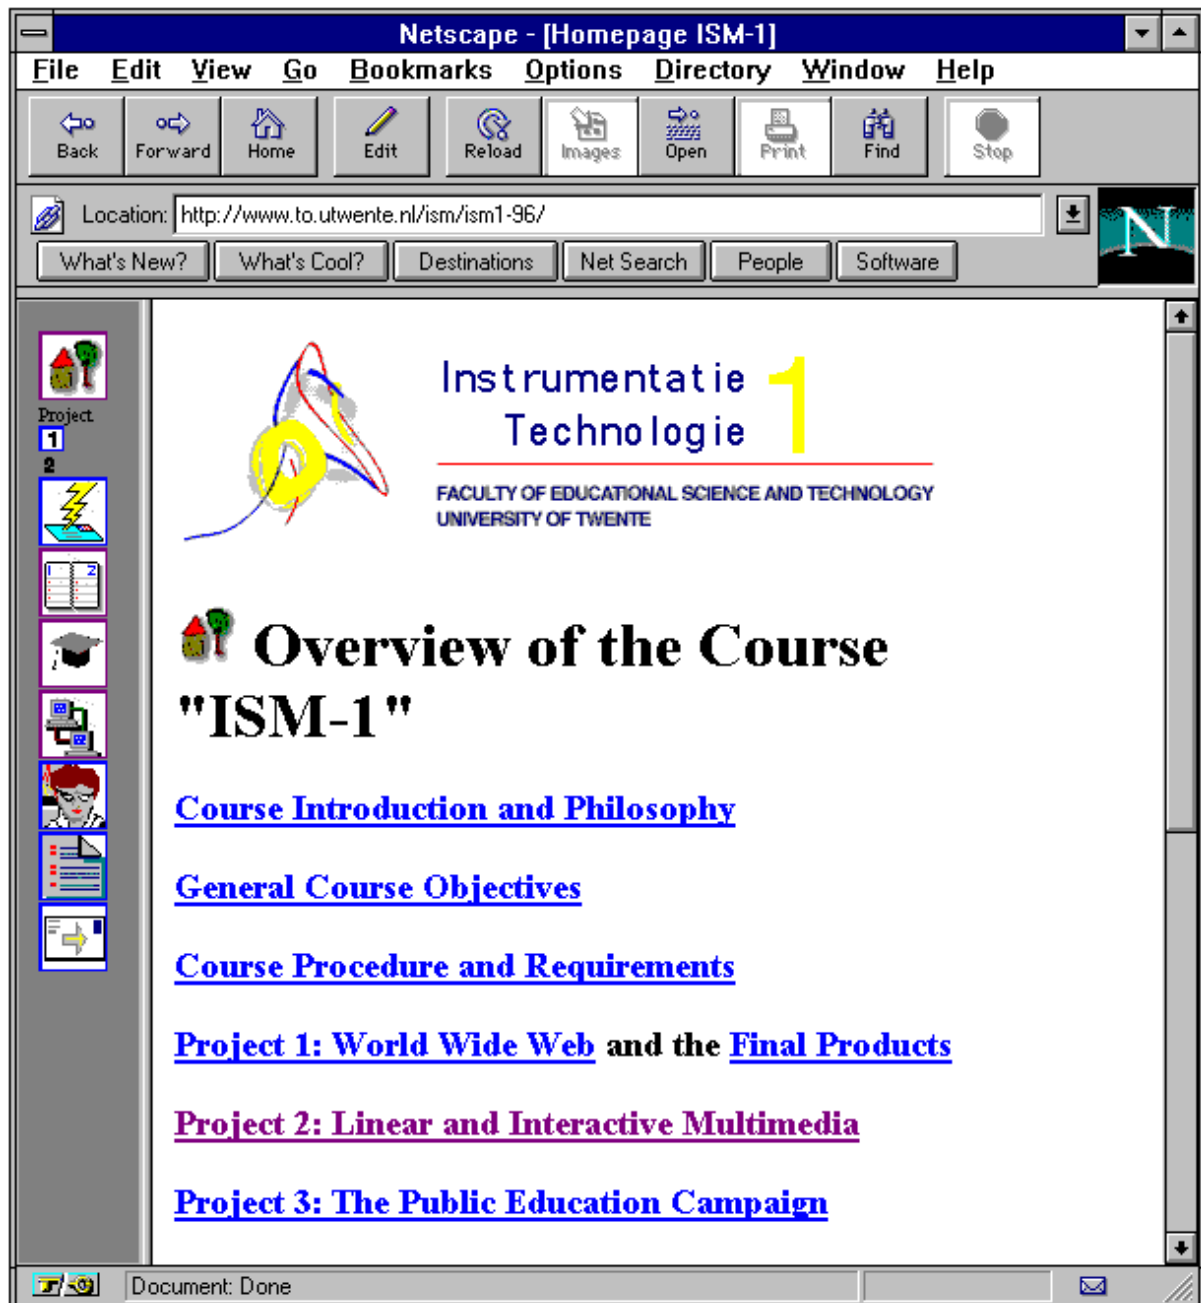 Netscape - [Homepage ISM-1]
File Edit View Go Bookmarks Options Directory Window Help
Back Forward Home Edit Reload Images Open Print Find Stop
Location: http://www.to.utwente.nl/ism/ism1-96/
N
What's New? What's Cool? Destinations Net Search People Software
Project
1
2
1 2
Instrumentatie 1
Technologie
FACULTY OF EDUCATIONAL SCIENCE AND TECHNOLOGY
UNIVERSITY OF TWENTE
Overview of the Course
"ISM-1"
Course Introduction and Philosophy
General Course Objectives
Course Procedure and Requirements
Project 1: World Wide Web and the Final Products
Project 2: Linear and Interactive Multimedia
Project 3: The Public Education Campaign
Document: Done